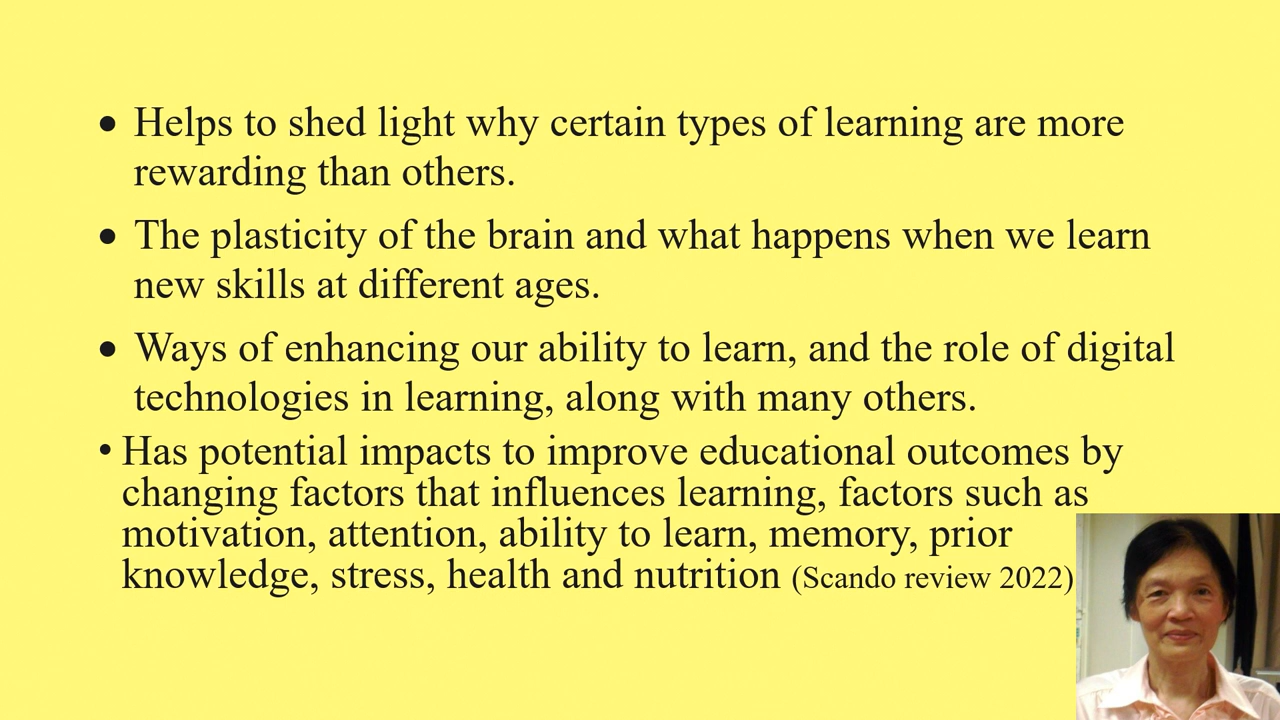 • Helps to shed light why certain types of learning are more
rewarding than others.
• The plasticity of the brain and what happens when we learn
new skills at different ages.
• Ways of enhancing our ability to learn, and the role of digital
technologies in learning, along with many others.
• Has potential impacts to improve educational outcomes by
changing factors that influences learning, factors such as
motivation, attention, ability to learn, memory, prior
knowledge, stress, health and nutrition (Scando review 2022)